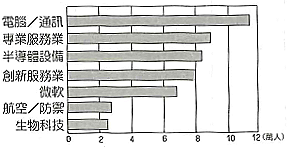 電腦／通訊
專業服務業
半導體設備
創新服務業
微軟
航空／防禦
生物科技
0 2 4 6 8 10 12 (萬人)